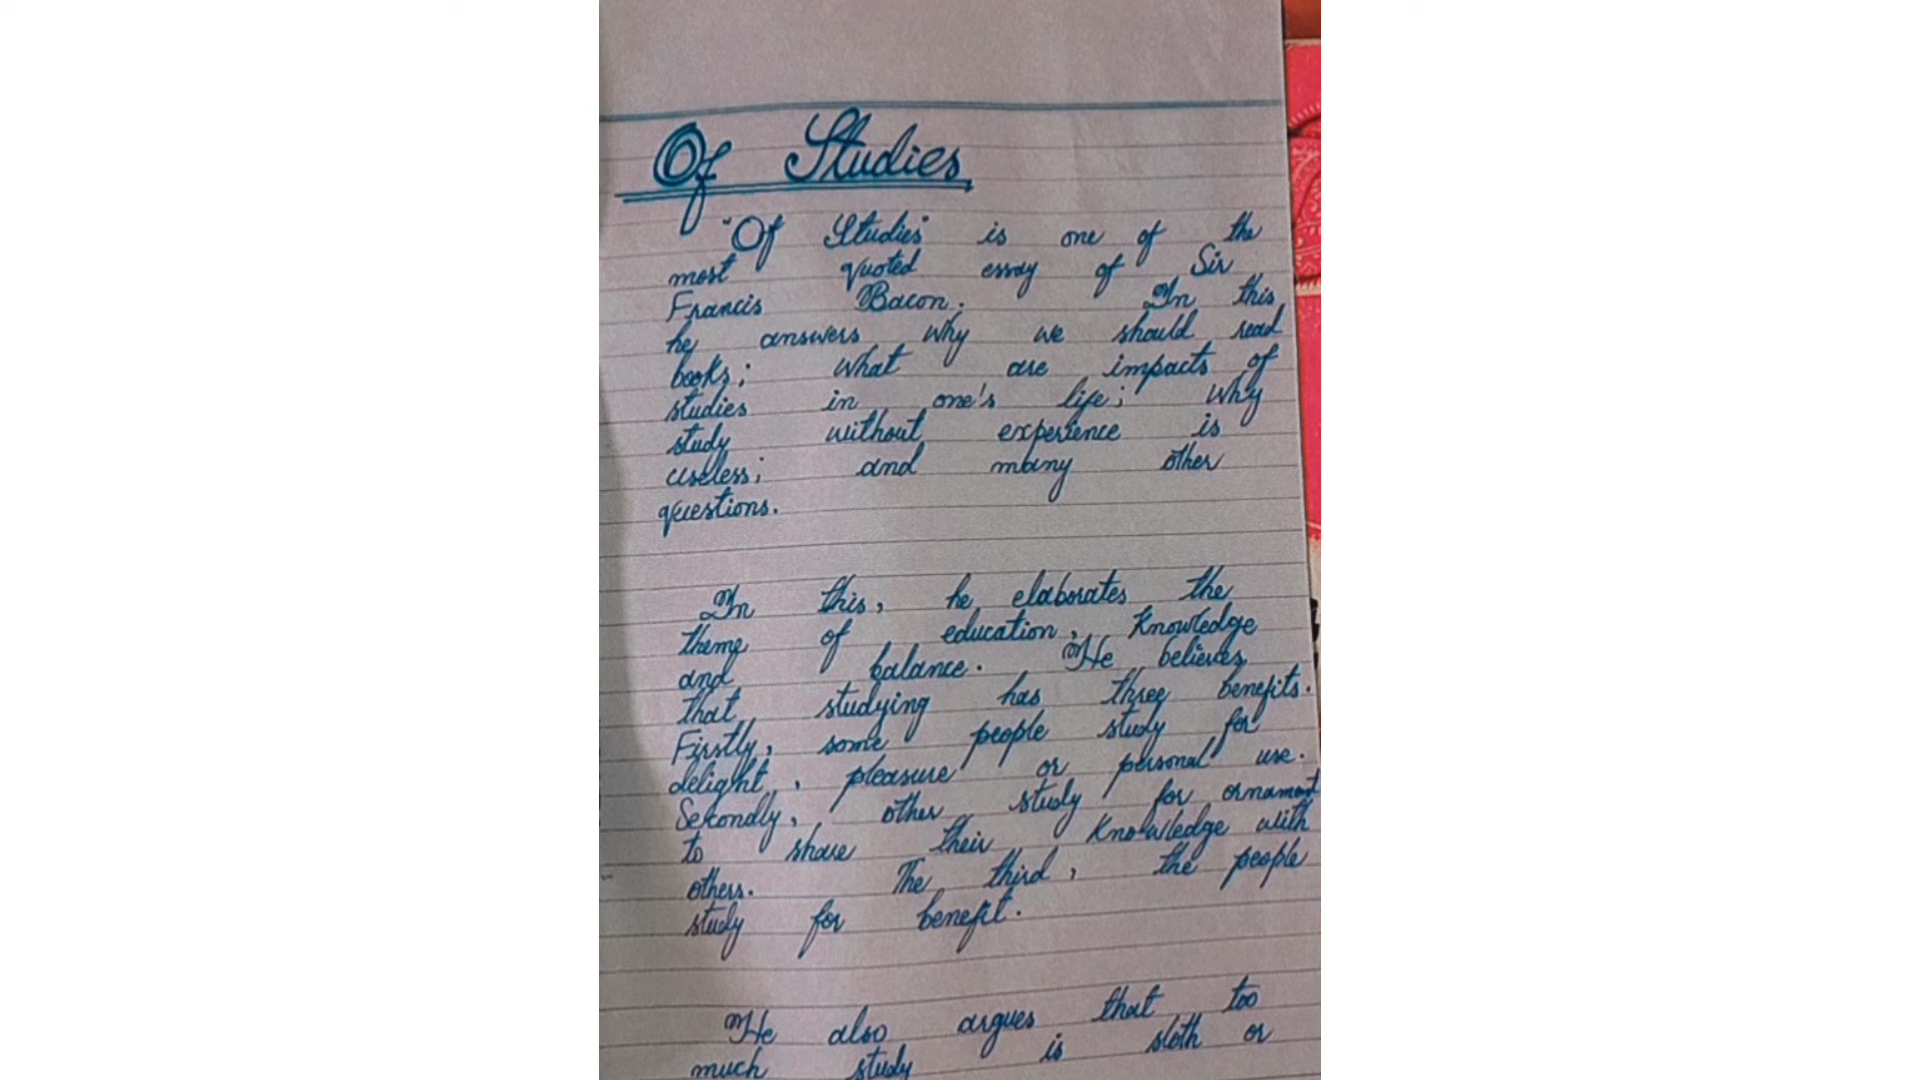 Of Studies
"Of Studies" is one of the
most quoted essay of Sir
Francis Bacon. In this
he answers why we should read
books; what are impacts of
studies in one's life; why
study without experience is
useless; and many other
questions.
In this, he elaborates the
theme of education, knowledge
and balance. He believes
that studying has three benefits.
Firstly, some people study for
delight, pleasure or personal use.
Secondly, other study for ornament
to share their knowledge with
others. The third, the people
study for benefit.
He also argues that too
much study is sloth or